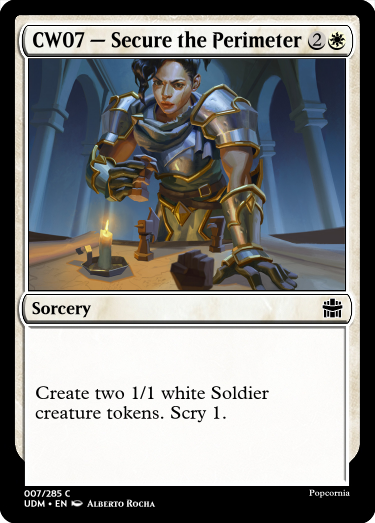 CW07 — Secure the Perimeter 2
Sorcery
Create two 1/1 white Soldier
creature tokens. Scry 1.
007/285 C
Popcornia
UDM • EN Alberto Rocha